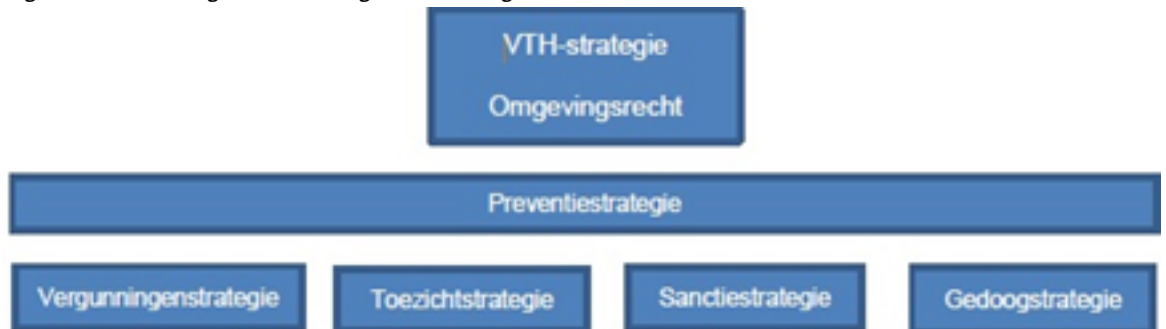 VTH-strategie
Omgevingsrecht
Preventiestrategie
Vergunningenstrategie
Toezichtstrategie
Sanctiestrategie
Gedoogstrategie